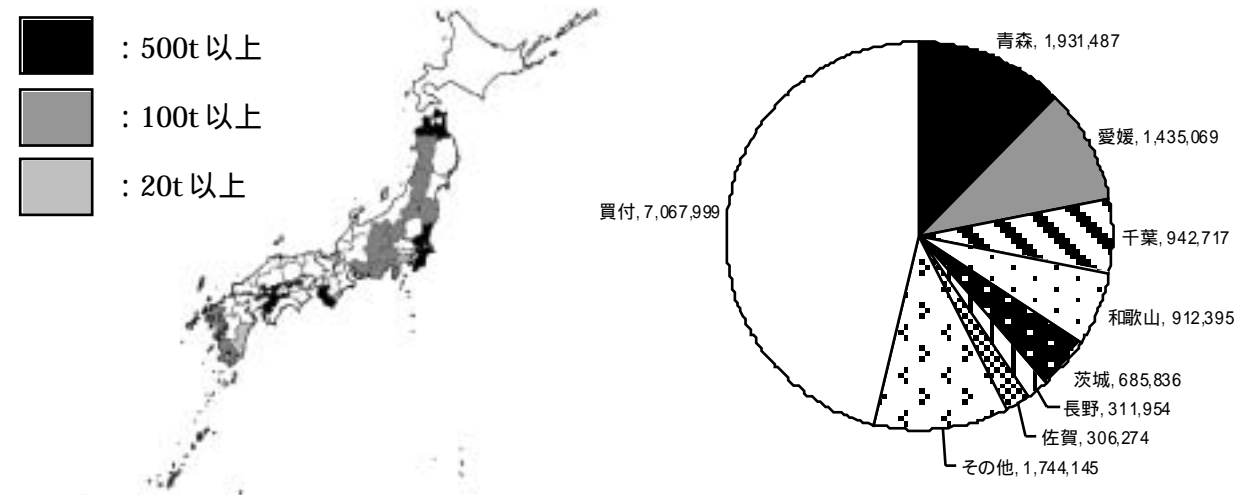 : 500t 以上
: 100t 以上
: 20t 以上
青森, 1,931,487
愛媛, 1,435,069
千葉, 942,717
和歌山, 912,395
茨城, 685,836
長野, 311,954
佐賀, 306,274
その他, 1,744,145
買付, 7,067,999